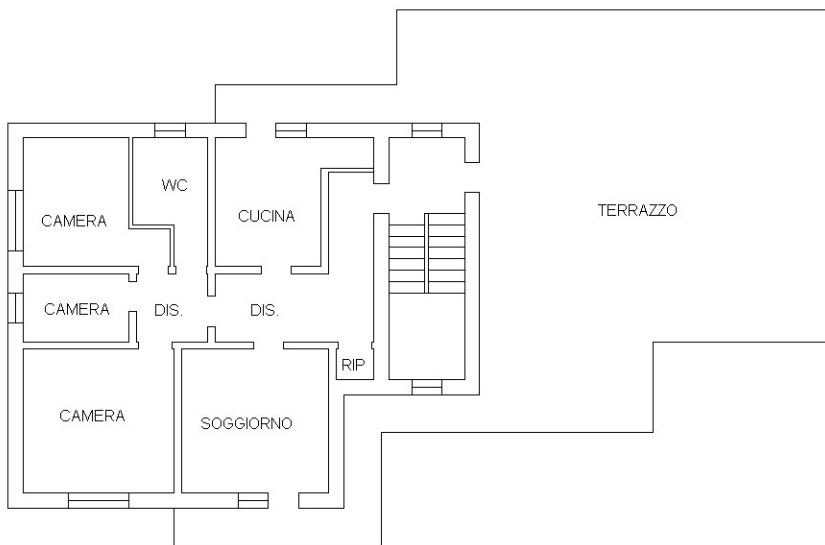 WC
TERRAZZO
CAMERA
CUCINA
CAMERA
DIS.
DIS.
RIP
CAMERA
SOGGIORNO